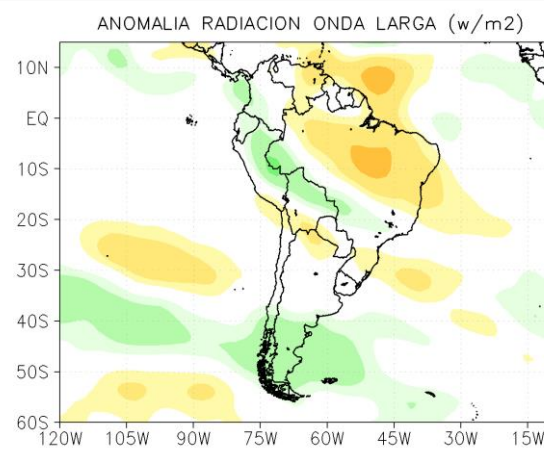 ANOMALIA RADIACION ONDA LARGA (w/m2)
10N
EQ
10S
20S
30S
40S
50S
60S
120W 105W 90W 75W 60W 45W 30W 15W